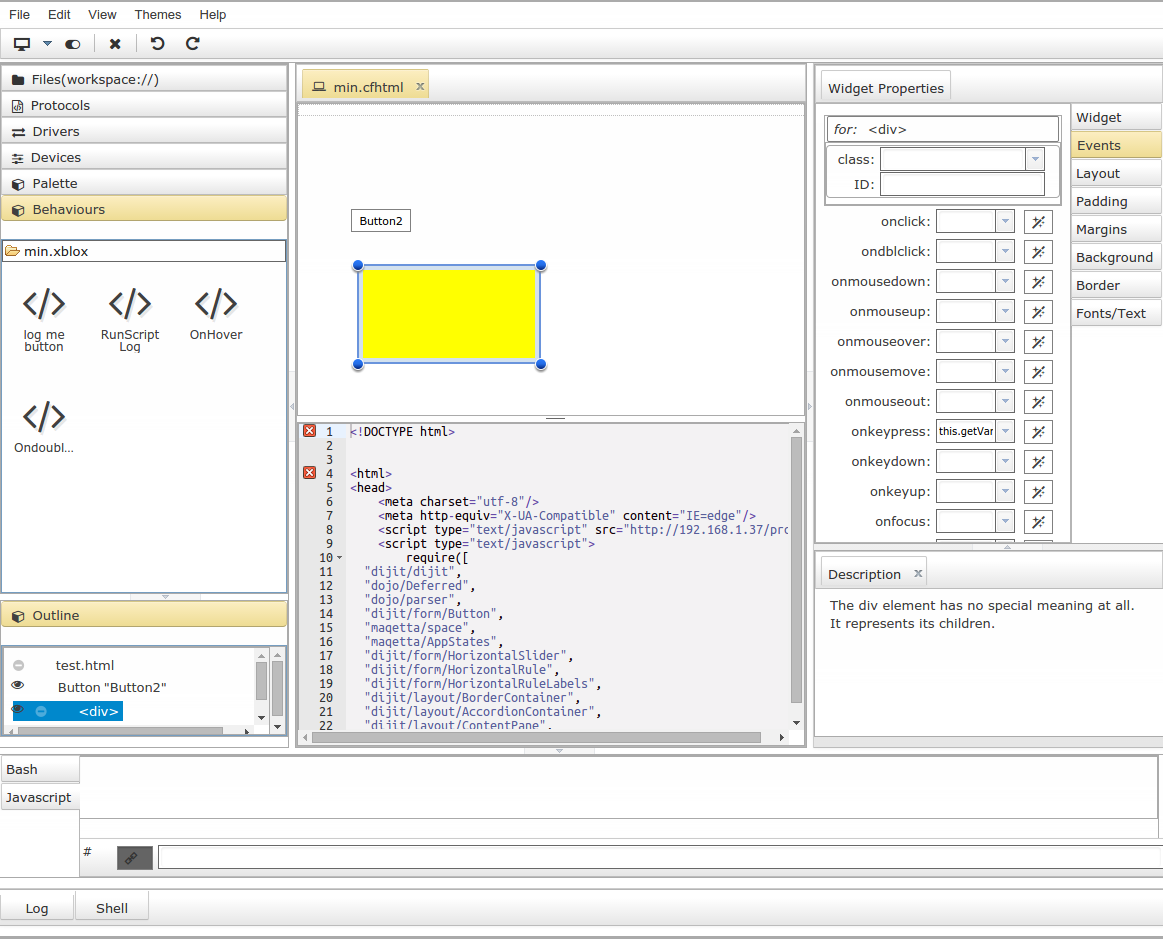 File Edit View Themes Help
Files(workspace://)
Protocols
Drivers
Devices
Palette
Behaviours
min.xblox
log me
button
RunScript
Log
OnHover
Ondoubl...
Outline
test.html
Button "Button2"
<div>
min.cfhtml x
Button2
1 <!DOCTYPE html>
2
3
4 <html>
5 <head>
6 <meta charset="utf-8"/>
7 <meta http-equiv="X-UA-Compatible" content="IE=edge"/>
8 <script type="text/javascript" src="http://192.168.1.37/prc
9 <script type="text/javascript">
10 require([
11 "dijit/dijit",
12 "dojo/Deferred",
13 "dojo/parser",
14 "dijit/form/Button",
15 "maqetta/space",
16 "maqetta/AppStates",
17 "dijit/form/HorizontalSlider",
18 "dijit/form/HorizontalRule",
19 "dijit/form/HorizontalRuleLabels",
20 "dijit/layout/BorderContainer",
21 "dijit/layout/AccordionContainer",
22 "dijit/layout/ContentPane",
Widget Properties
for: <div>
class:
ID:
onclick:
ondblclick:
onmousedown:
onmouseup:
onmouseover:
onmousemove:
onmouseout:
onkeypress: this.getVar
onkeydown:
onkeyup:
onfocus:
Widget
Events
Layout
Padding
Margins
Background
Border
Fonts/Text
Description x
The div element has no special meaning at all.
It represents its children.
Bash
Javascript
#
Log
Shell